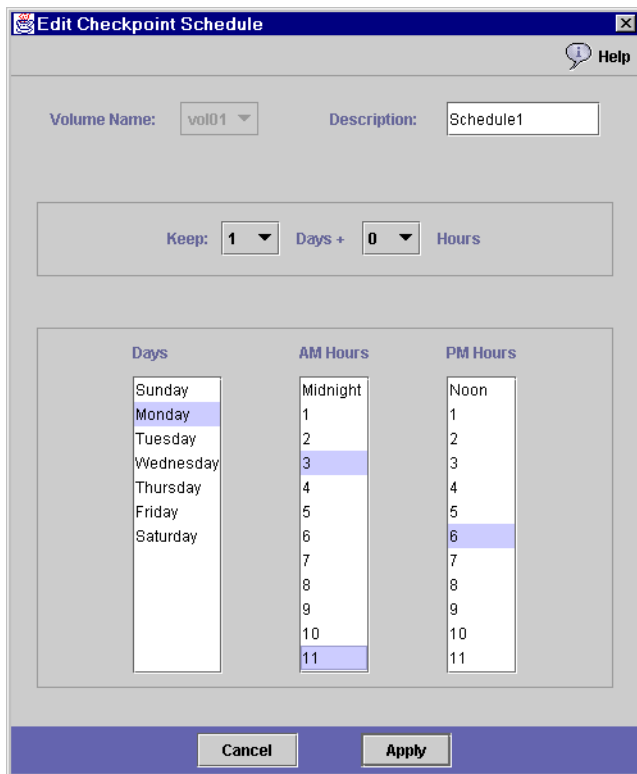 Edit Checkpoint Schedule
Help
Volume Name: vol01 Description: Schedule1
Keep: 1 Days + 0 Hours
Days AM Hours PM Hours
Sunday Midnight Noon
Monday 1 1
Tuesday 2 2
Wednesday 3 3
Thursday 4 4
Friday 5 5
Saturday 6 6
7 7
8 8
9 9
10 10
11 11
Cancel Apply